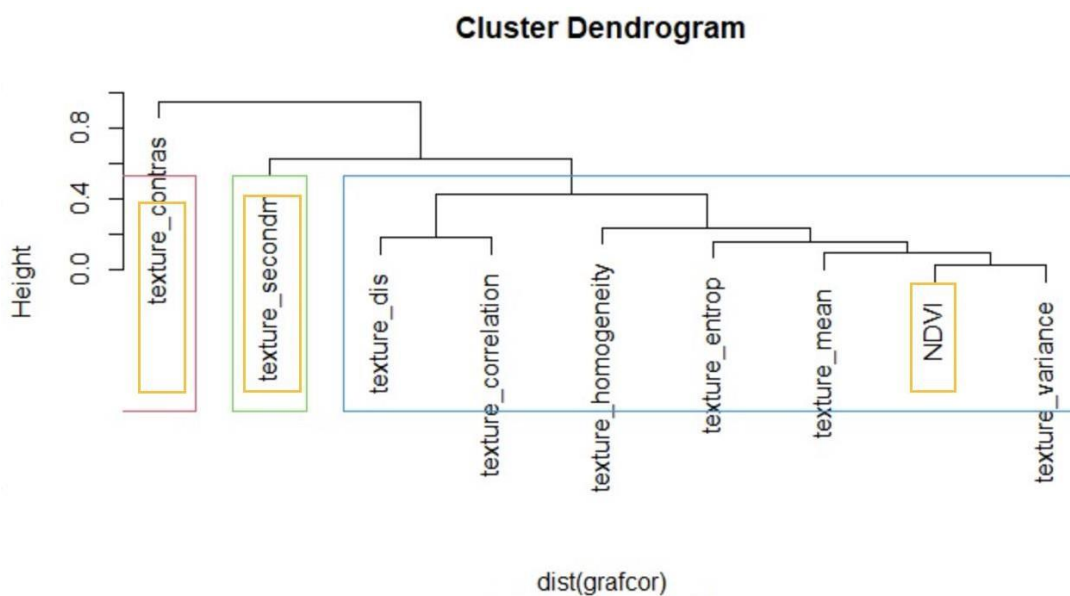 Cluster Dendrogram
Height
0.0
0.4
0.8
texture_contras
texture_secondm
texture_dis
texture_correlation
texture_homogeneity
texture_entrop
texture_mean
NDVI
texture_variance
dist(grafcor)